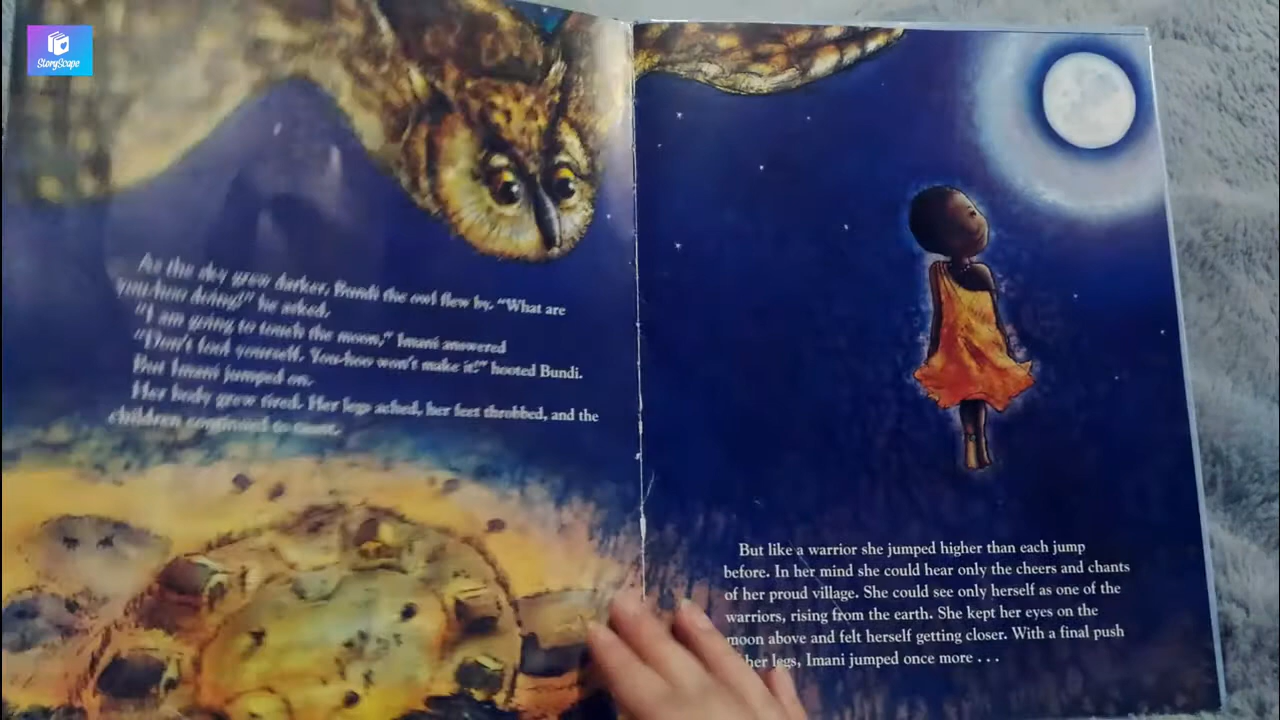 StoryScape
As the sky grew darker, Bundi the owl flew by. "What are
you-hoo doing?" he asked.
"I am going to touch the moon," Imani answered
"Don't fool yourself. You-hoo won't make it!" hooted Bundi.
But Imani jumped on.
Her body grew tired. Her legs ached, her feet throbbed, and the
children continued to
But like a warrior she jumped higher than each jump
before. In her mind she could hear only the cheers and chants
of her proud village. She could see only herself as one of the
warriors, rising from the earth. She kept her eyes on the
moon above and felt herself getting closer. With a final push
her legs, Imani jumped once more . . .